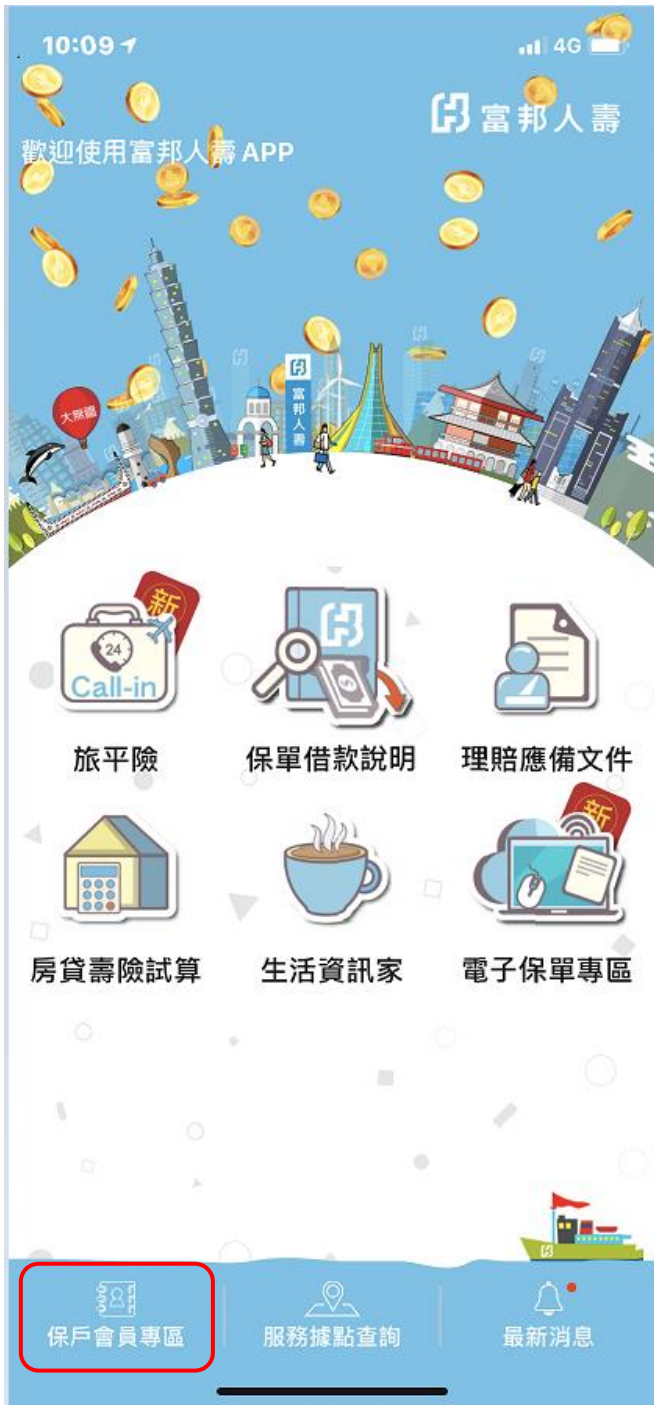 10:09
4G
富邦人壽
歡迎使用富邦人壽 APP
富邦人壽
大無限
新
24
Call-in
旅平險
保單借款說明
理賠應備文件
新
房貸壽險試算
生活資訊家
電子保單專區
保戶會員專區
服務據點查詢
最新消息